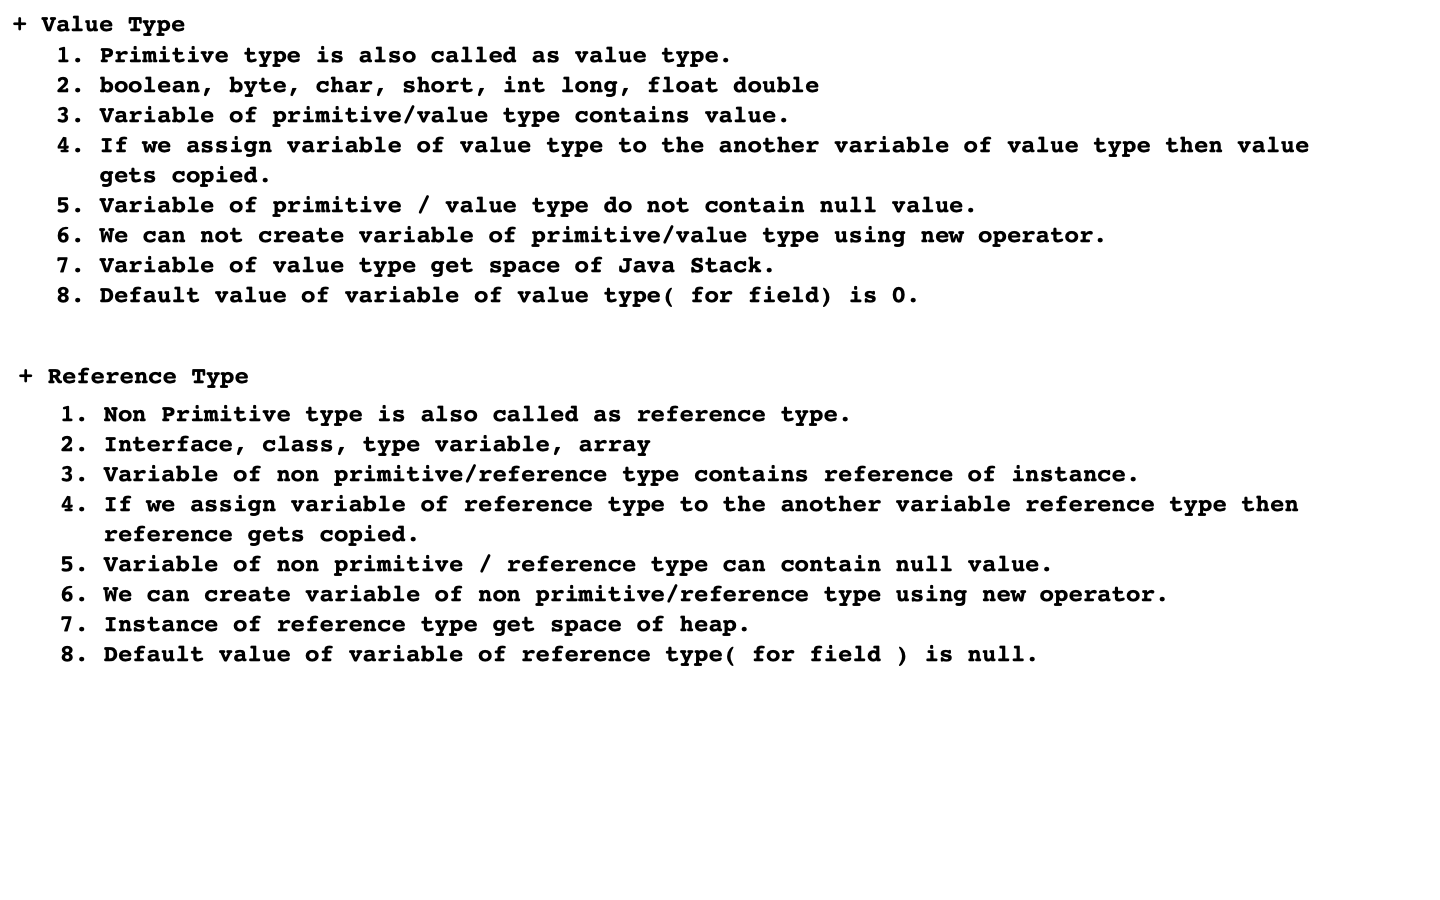 + Value Type
1. Primitive type is also called as value type.
2. boolean, byte, char, short, int long, float double
3. Variable of primitive/value type contains value.
4. If we assign variable of value type to the another variable of value type then value
gets copied.
5. Variable of primitive / value type do not contain null value.
6. We can not create variable of primitive/value type using new operator.
7. Variable of value type get space of Java Stack.
8. Default value of variable of value type( for field) is 0.
+ Reference Type
1. Non Primitive type is also called as reference type.
2. Interface, class, type variable, array
3. Variable of non primitive/reference type contains reference of instance.
4. If we assign variable of reference type to the another variable reference type then
reference gets copied.
5. Variable of non primitive / reference type can contain null value.
6. We can create variable of non primitive/reference type using new operator.
7. Instance of reference type get space of heap.
8. Default value of variable of reference type( for field ) is null.